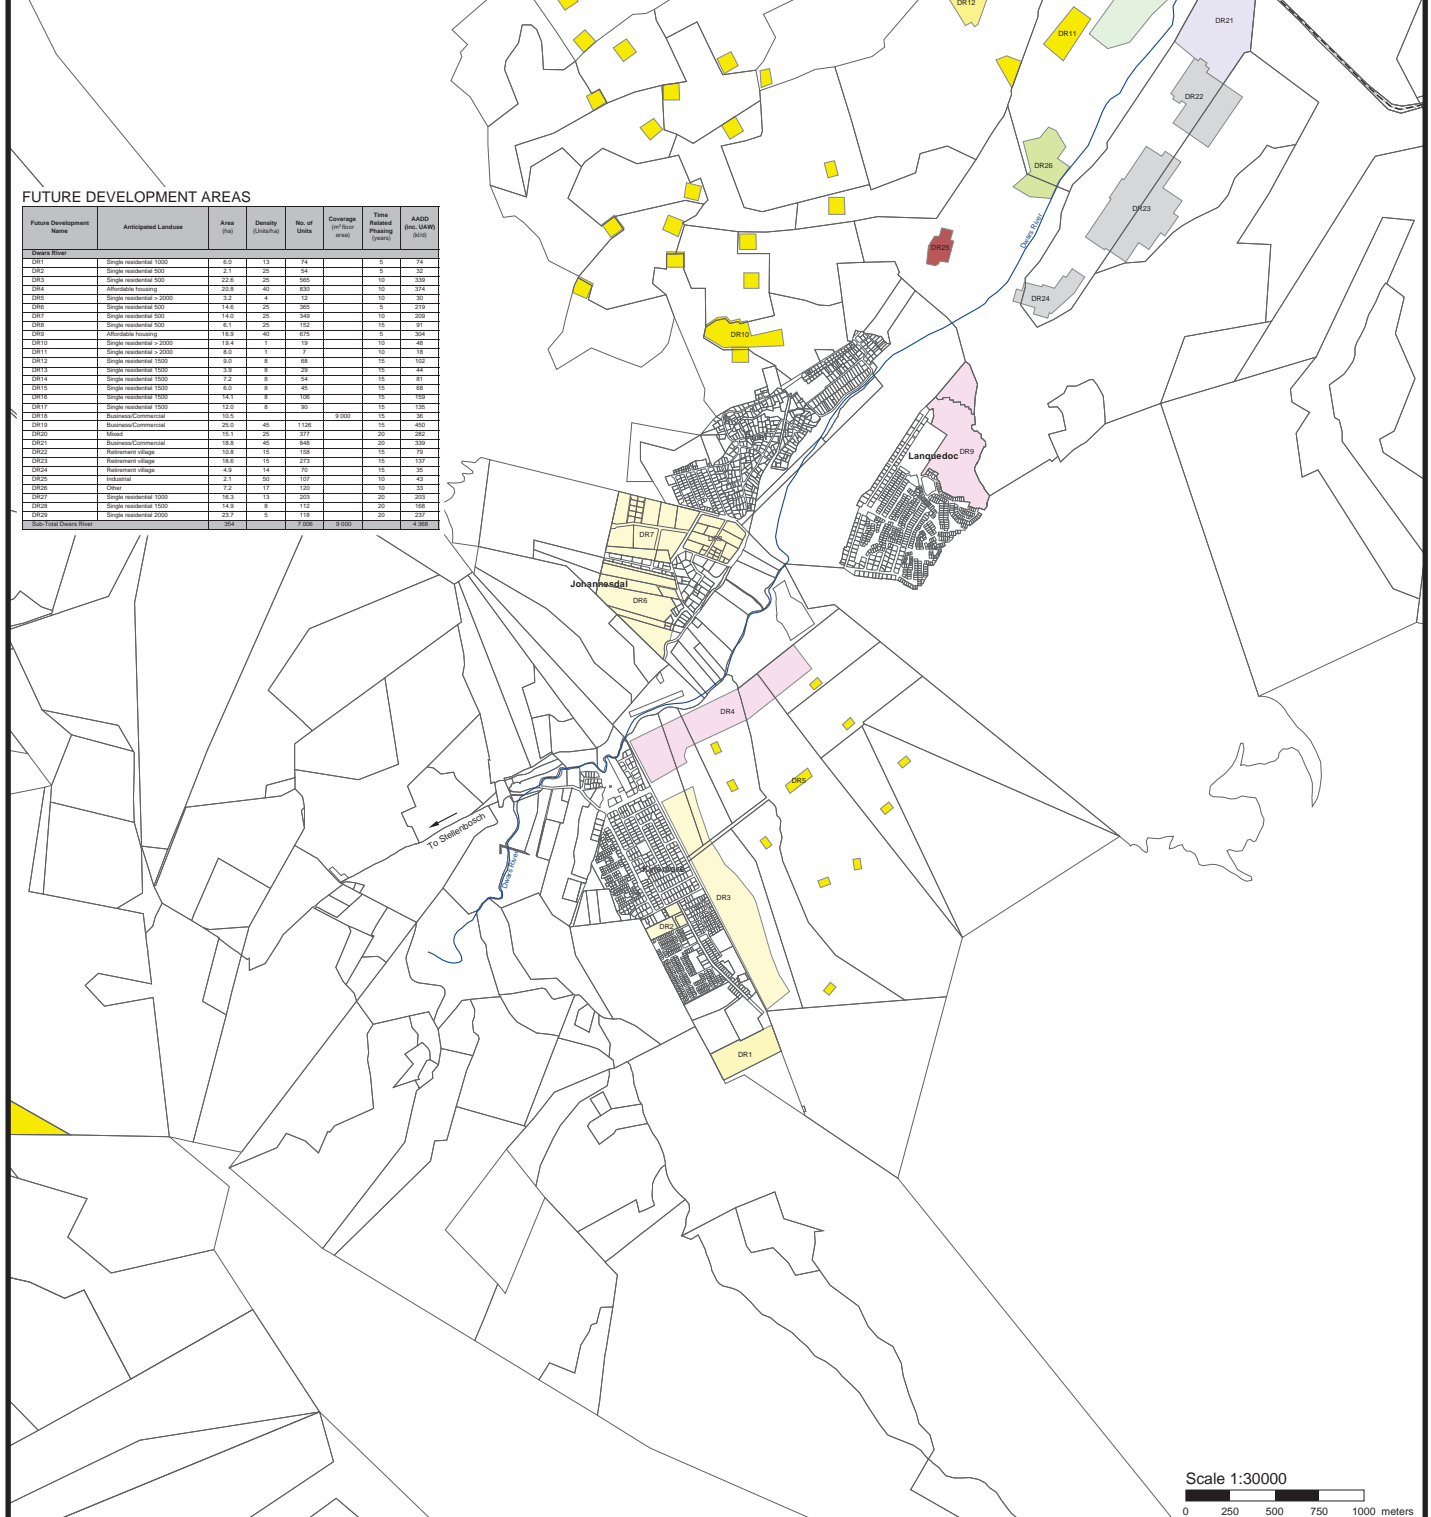 DR12
DR21
DR11
DR22
DR26
DR23
Dwars River
DR25
DR24
DR10
FUTURE DEVELOPMENT AREAS
Future Development Name Anticipated Landuse Area (ha) Density (Units/ha) No. of Units Coverage (m² floor area) Time Related Phasing (years) AADD (inc. UAW) (kl/d)
Dwars River
DR1 Single residential 1000 6.0 13 74 5 74
DR2 Single residential 500 2.1 25 54 5 32
DR3 Single residential 500 22.6 25 565 10 339
DR4 Affordable housing 20.8 40 830 10 374
DR5 Single residential > 2000 3.2 4 12 10 30
DR6 Single residential 500 14.6 25 365 5 219
DR7 Single residential 500 14.0 25 349 10 209
DR8 Single residential 500 6.1 25 152 15 91
DR9 Affordable housing 16.9 40 675 5 304
DR10 Single residential > 2000 19.4 1 19 10 48
DR11 Single residential > 2000 8.0 1 7 10 18
DR12 Single residential 1500 9.0 8 68 15 102
DR13 Single residential 1500 3.9 8 29 15 44
DR14 Single residential 1500 7.2 8 54 15 81
DR15 Single residential 1500 6.0 8 45 15 68
DR16 Single residential 1500 14.1 8 106 15 159
DR17 Single residential 1500 12.0 8 90 15 135
DR18 Business/Commercial 10.5 9 000 15 36
DR19 Business/Commercial 25.0 45 1126 15 450
DR20 Mixed 15.1 25 377 20 282
DR21 Business/Commercial 18.8 45 848 20 339
DR22 Retirement village 10.8 15 158 15 79
DR23 Retirement village 18.6 15 273 15 137
DR24 Retirement village 4.9 14 70 15 35
DR25 Industrial 2.1 50 107 10 43
DR26 Other 7.2 17 120 10 33
DR27 Single residential 1000 16.3 13 203 20 203
DR28 Single residential 1500 14.9 8 112 20 168
DR29 Single residential 2000 23.7 5 118 20 237
Sub-Total Dwars River 354 7 006 9 000 4 368
Pniel
Lanquedoc
DR9
DR7
DR8
Johannesdal
DR6
DR4
DR5
To Stellenbosch
Dwars River
Kylemore
DR3
DR2
DR1
Scale 1:30000
0 250 500 750 1000 meters